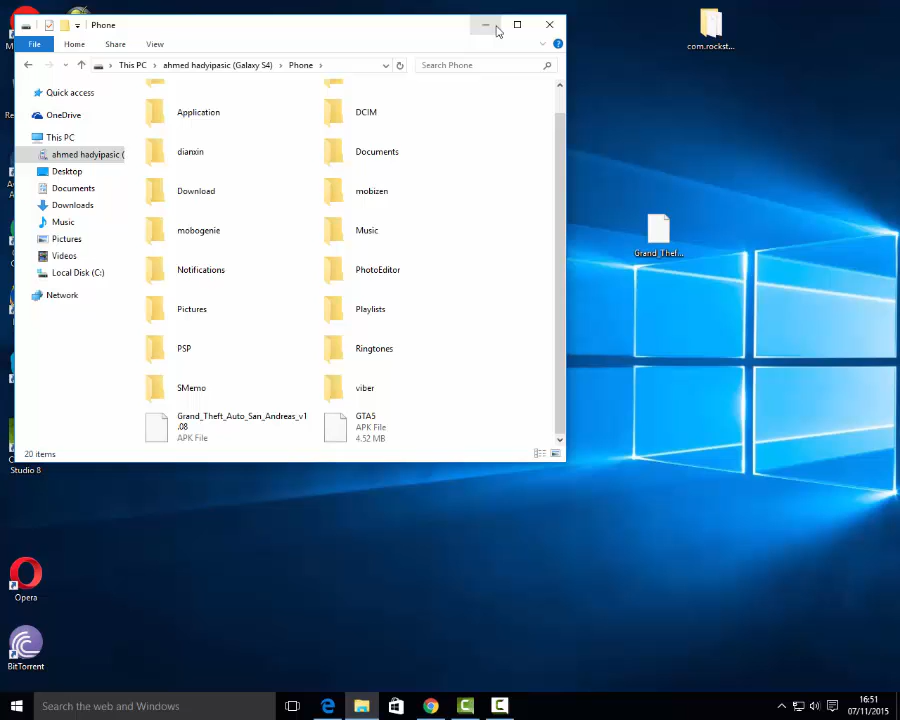 Phone
File Home Share View
This PC ahmed hadyipasic (Galaxy S4) Phone
Search Phone
Quick access
OneDrive
This PC
ahmed hadyipasic (
Desktop
Documents
Downloads
Music
Pictures
Videos
Local Disk (C:)
Network
Application
DCIM
dianxin
Documents
Download
mobizen
mobogenie
Music
Notifications
PhotoEditor
Pictures
Playlists
PSP
Ringtones
SMemo
viber
Grand_Theft_Auto_San_Andreas_v1
.08
APK File
GTA5
APK File
4.52 MB
20 items
com.rockst...
Grand_Thef...
Studio 8
Opera
BitTorrent
Search the web and Windows
16:51
07/11/2015